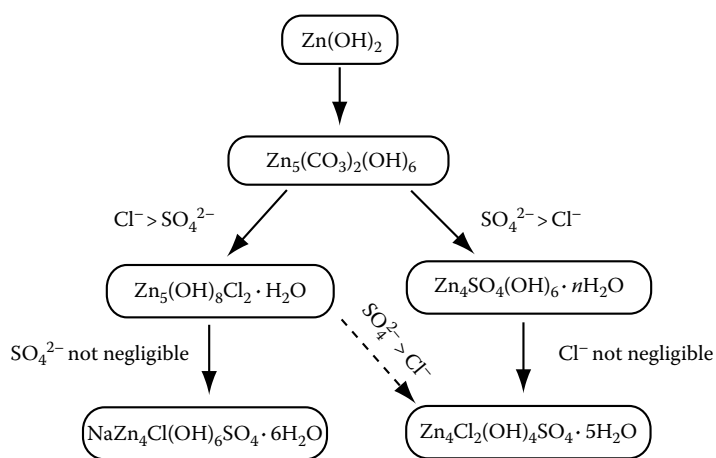 Zn(OH)₂
Zn₅(CO₃)₂(OH)₆
Cl⁻ > SO₄²⁻
SO₄²⁻ > Cl⁻
Zn₅(OH)₈Cl₂ · H₂O
Zn₄SO₄(OH)₆ · nH₂O
SO₄²⁻ > Cl⁻
SO₄²⁻ not negligible
Cl⁻ not negligible
NaZn₄Cl(OH)₆SO₄ · 6H₂O
Zn₄Cl₂(OH)₄SO₄ · 5H₂O